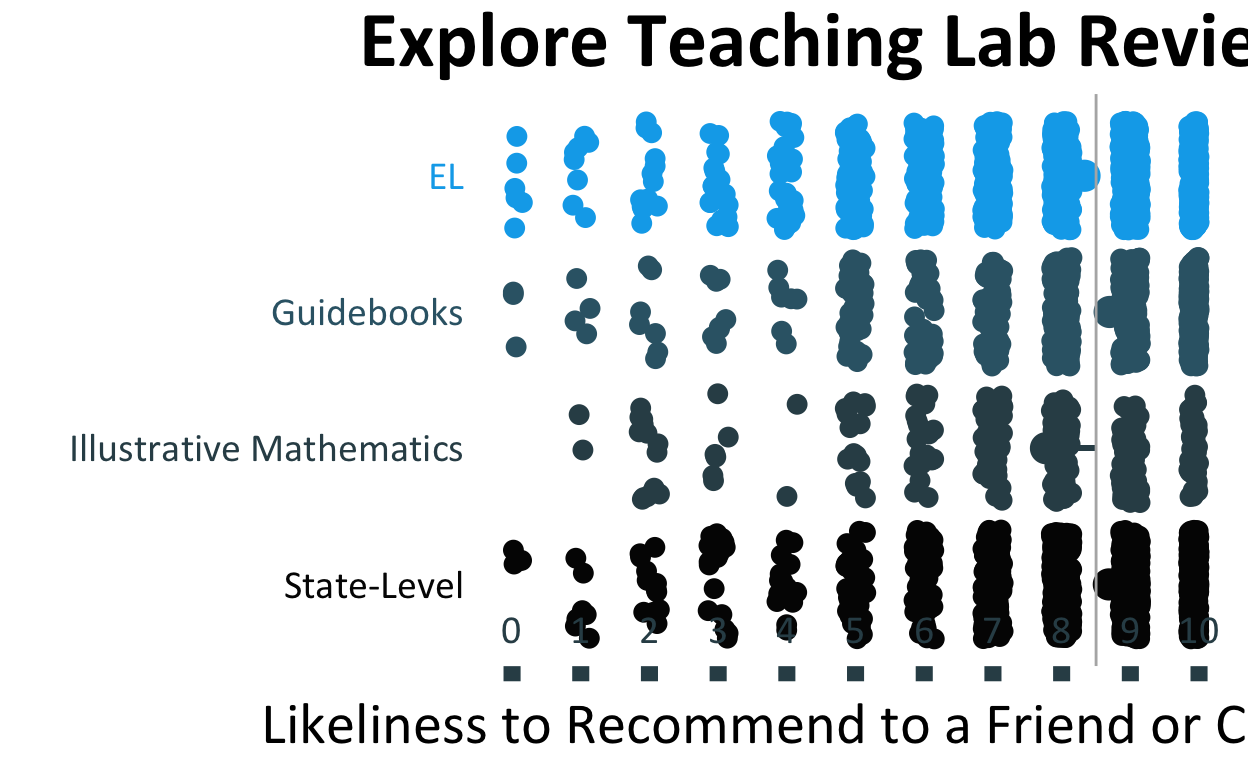 Explore Teaching Lab Revie
EL
Guidebooks
Illustrative Mathematics
State-Level
0 1 2 3 4 5 6 7 8 9 10
Likeliness to Recommend to a Friend or C